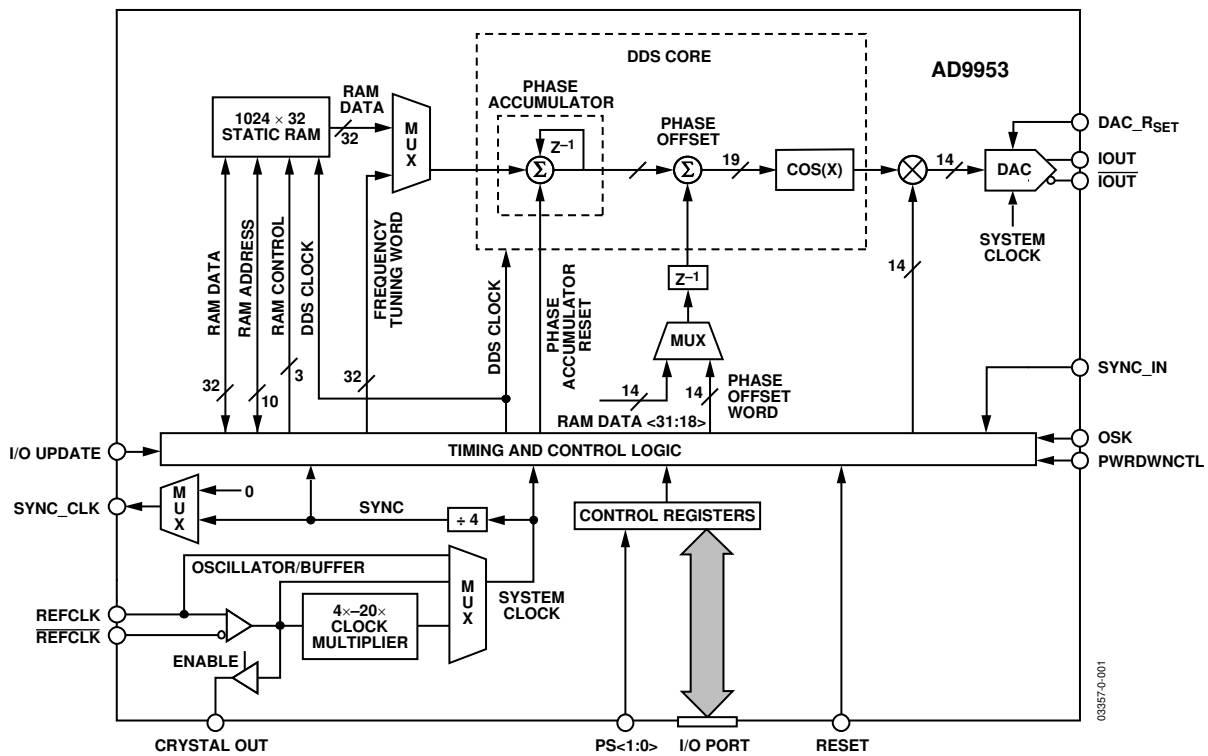 DDS CORE
AD9953
PHASE
ACCUMULATOR
RAM
DATA
1024 × 32
STATIC RAM
32
MUX
Z–1
Σ
PHASE
OFFSET
Σ
19
COS(X)
14
DAC
DAC_RSET
IOUT
IOUT
SYSTEM
CLOCK
RAM DATA
RAM ADDRESS
RAM CONTROL
DDS CLOCK
FREQUENCY
TUNING WORD
DDS CLOCK
PHASE
ACCUMULATOR
RESET
Z–1
MUX
14
32
10
3
32
14
14
PHASE
OFFSET
WORD
RAM DATA <31:18>
SYNC_IN
I/O UPDATE
TIMING AND CONTROL LOGIC
OSK
PWRDWNCTL
SYNC_CLK
MUX
0
SYNC
÷ 4
CONTROL REGISTERS
OSCILLATOR/BUFFER
MUX
SYSTEM
CLOCK
REFCLK
REFCLK
4×–20×
CLOCK
MULTIPLIER
ENABLE
CRYSTAL OUT
PS<1:0>
I/O PORT
RESET
03357-0-001